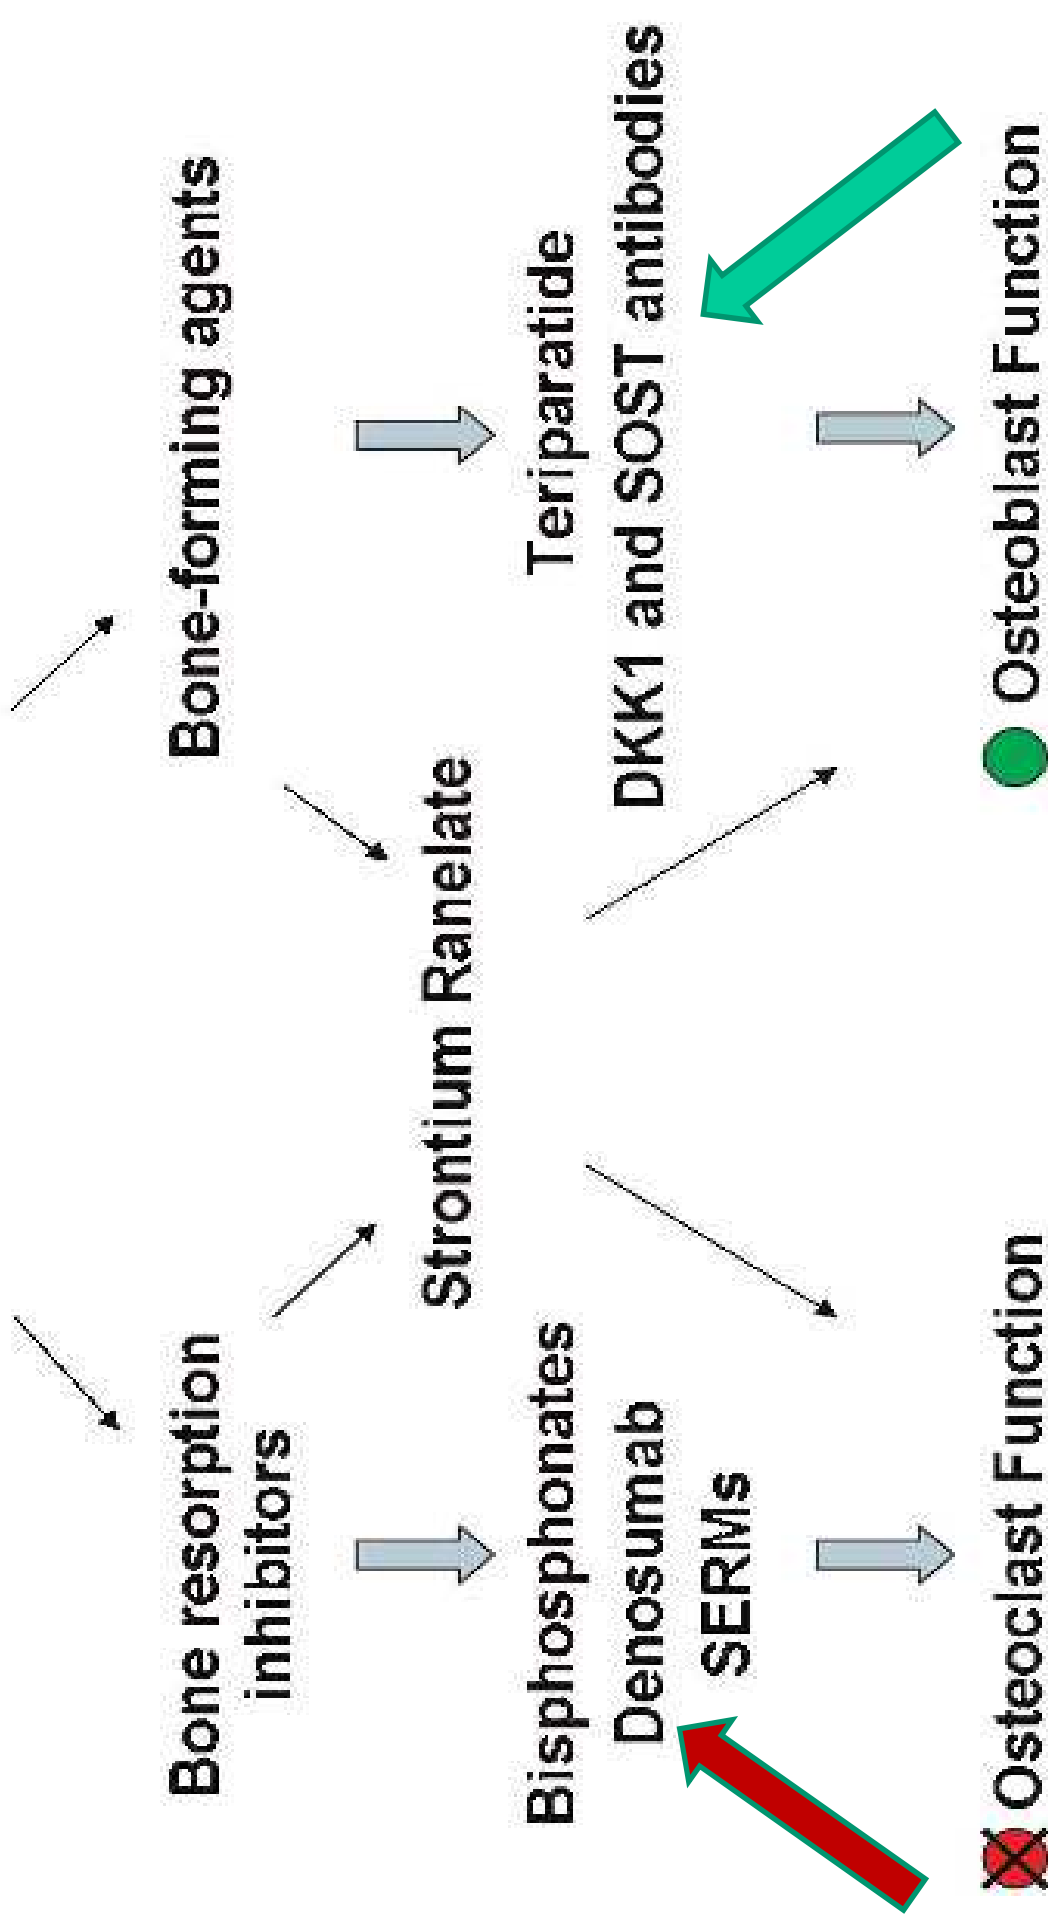 Bone resorption
inhibitors
Bone-forming agents
Strontium Ranelate
Bisphosphonates
Denosumab
SERMs
Teriparatide
DKK1 and SOST antibodies
Osteoclast Function
Osteoblast Function